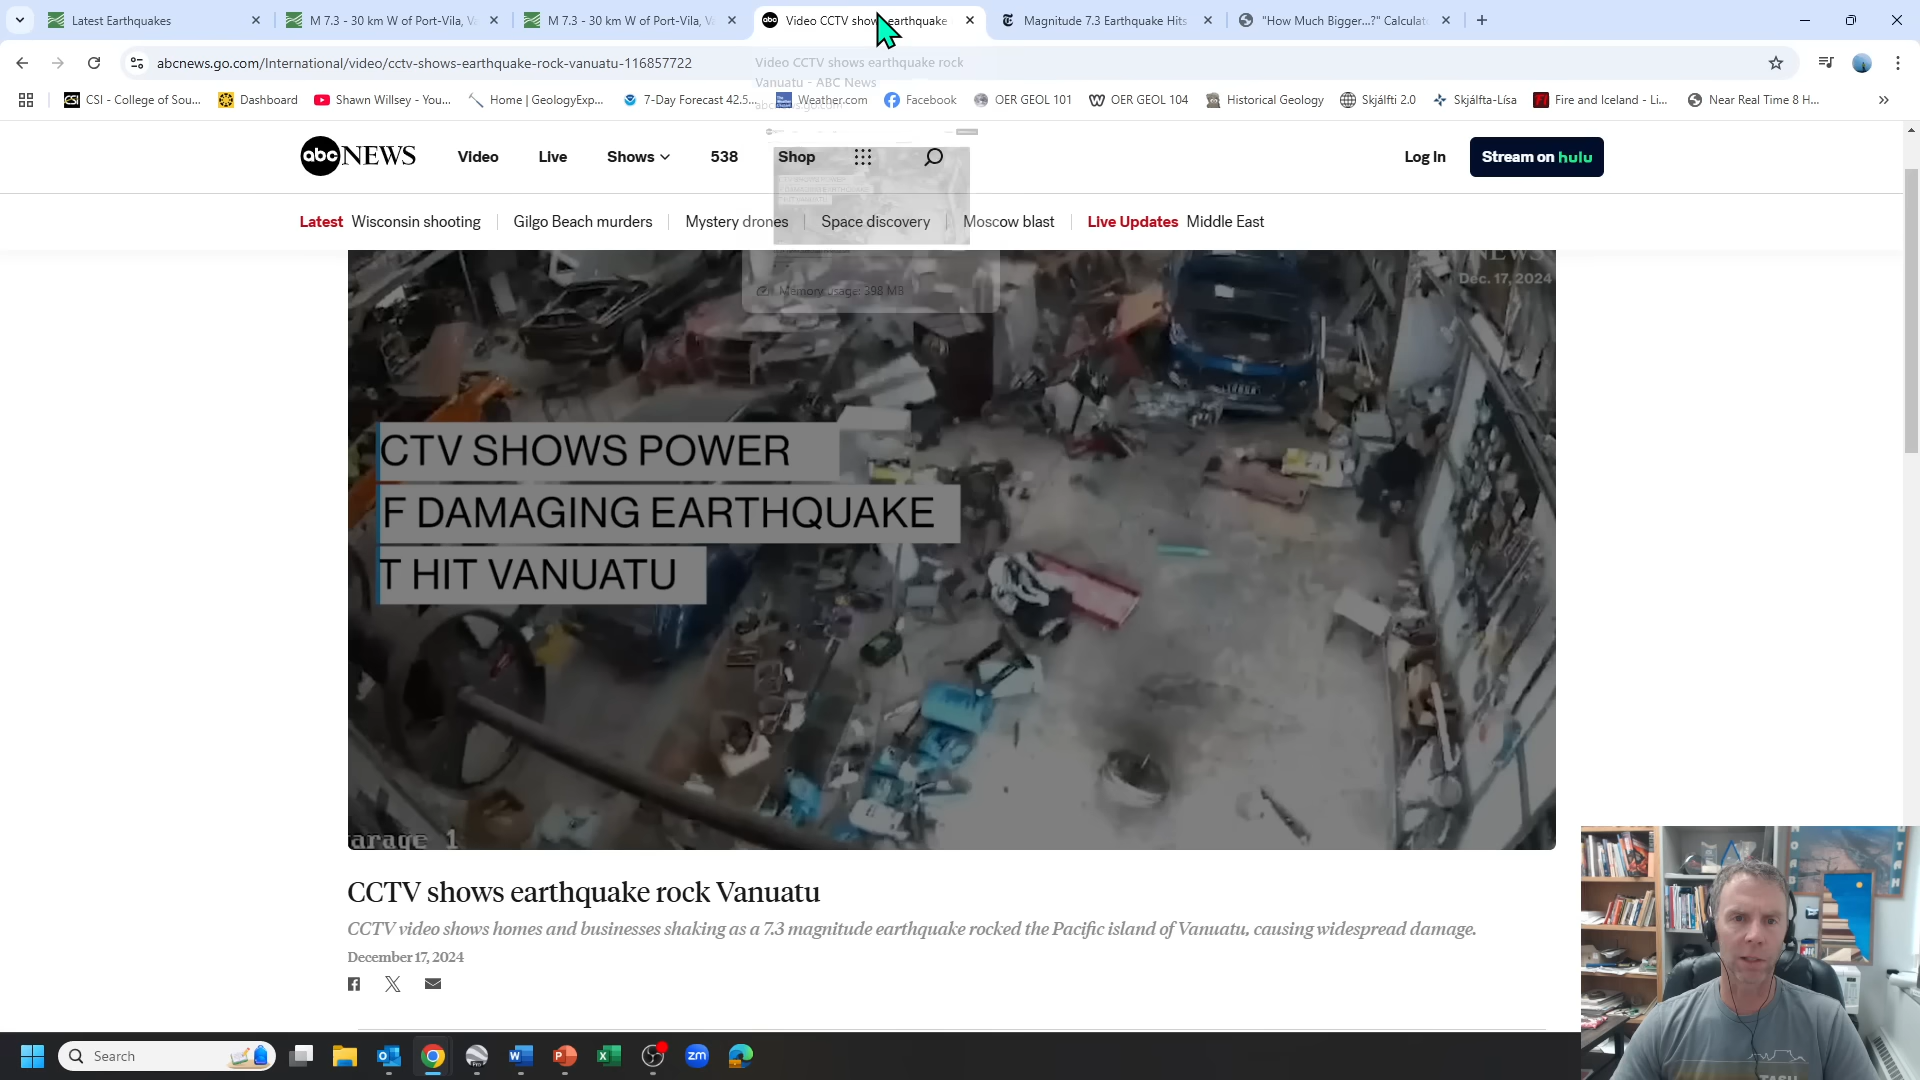 Latest Earthquakes
M 7.3 - 30 km W of Port-Vila, Va
M 7.3 - 30 km W of Port-Vila, Va
Video CCTV shows earthquake
Magnitude 7.3 Earthquake Hits
"How Much Bigger...?" Calculat
abcnews.go.com/International/video/cctv-shows-earthquake-rock-vanuatu-116857722
Video CCTV shows earthquake rock
Vanuatu - ABC News
CSI - College of Sou...
Dashboard
Shawn Willsey - You...
Home | GeologyExp...
7-Day Forecast 42.5...
Weather.com
Facebook
OER GEOL 101
OER GEOL 104
Historical Geology
Skjálfti 2.0
Skjálfta-Lísa
Fire and Iceland - Li...
Near Real Time 8 H...
abc NEWS
Video
Live
Shows
538
Shop
Log In
Stream on hulu
Latest Wisconsin shooting
Gilgo Beach murders
Mystery drones
Space discovery
Moscow blast
Live Updates Middle East
NEWS
Dec. 17, 2024
Memory usage: 398 MB
CTV SHOWS POWER
F DAMAGING EARTHQUAKE
T HIT VANUATU
arage 1
CCTV shows earthquake rock Vanuatu
CCTV video shows homes and businesses shaking as a 7.3 magnitude earthquake rocked the Pacific island of Vanuatu, causing widespread damage.
December 17, 2024
Search
zm